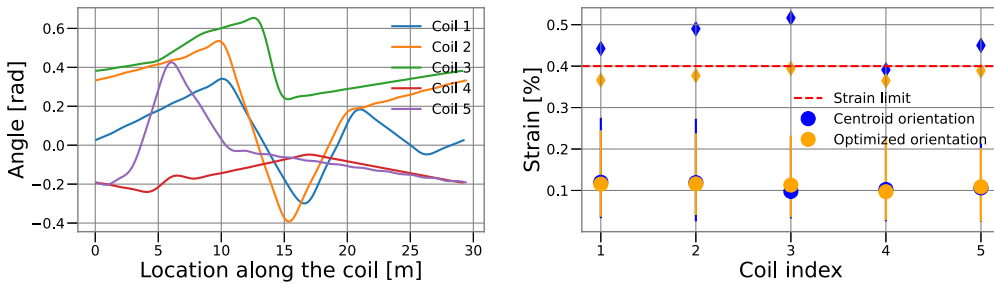 Angle [rad]
0.6
0.4
0.2
0.0
−0.2
−0.4
Coil 1
Coil 2
Coil 3
Coil 4
Coil 5
0 5 10 15 20 25 30
Location along the coil [m]
Strain [%]
0.5
0.4
0.3
0.2
0.1
Strain limit
Centroid orientation
Optimized orientation
1 2 3 4 5
Coil index